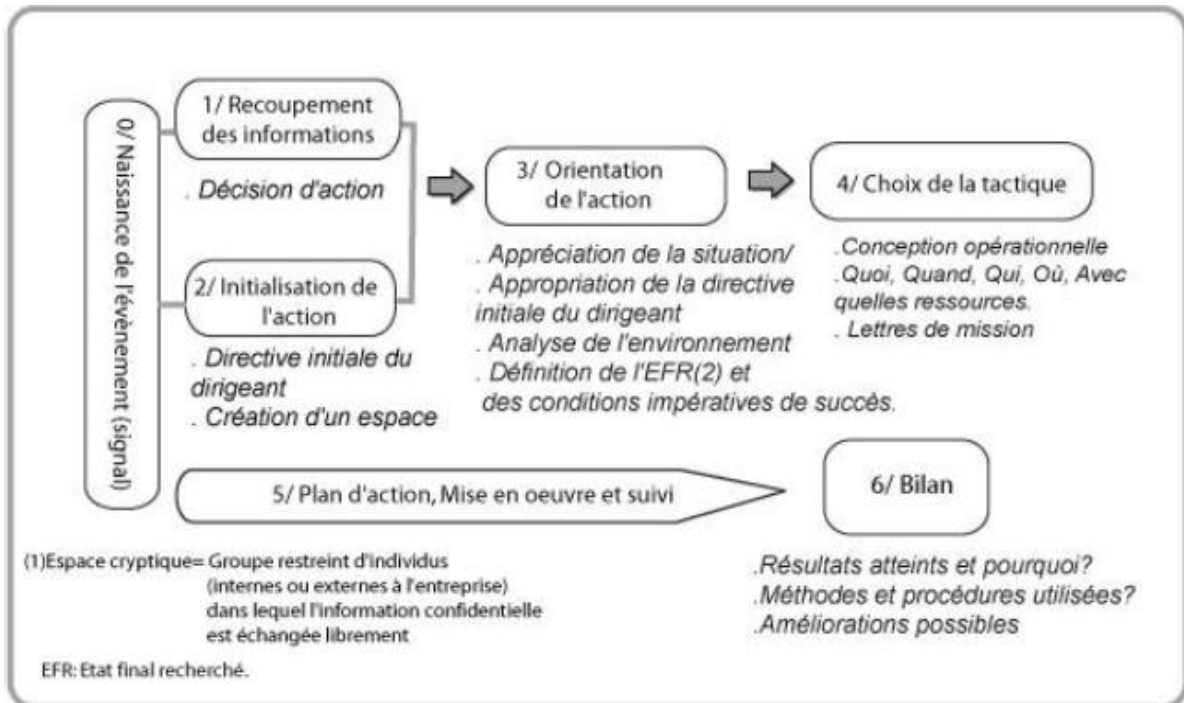 0/ Naissance de l'évènement (signal)
1/ Recoupement
des informations
. Décision d'action
2/ Initialisation de
l'action
. Directive initiale du
dirigeant
. Création d'un espace
3/ Orientation
de l'action
. Appréciation de la situation/
. Appropriation de la directive
initiale du dirigeant
. Analyse de l'environnement
. Définition de l'EFR(2) et
des conditions impératives de succès.
4/ Choix de la tactique
.Conception opérationnelle
.Quoi, Quand, Qui, Où, Avec
quelles ressources.
. Lettres de mission
5/ Plan d'action, Mise en oeuvre et suivi
6/ Bilan
.Résultats atteints et pourquoi?
.Méthodes et procédures utilisées?
.Améliorations possibles
(1)Espace cryptique= Groupe restreint d'individus
(internes ou externes à l'entreprise)
dans lequel l'information confidentielle
est échangée librement
EFR: Etat final recherché.